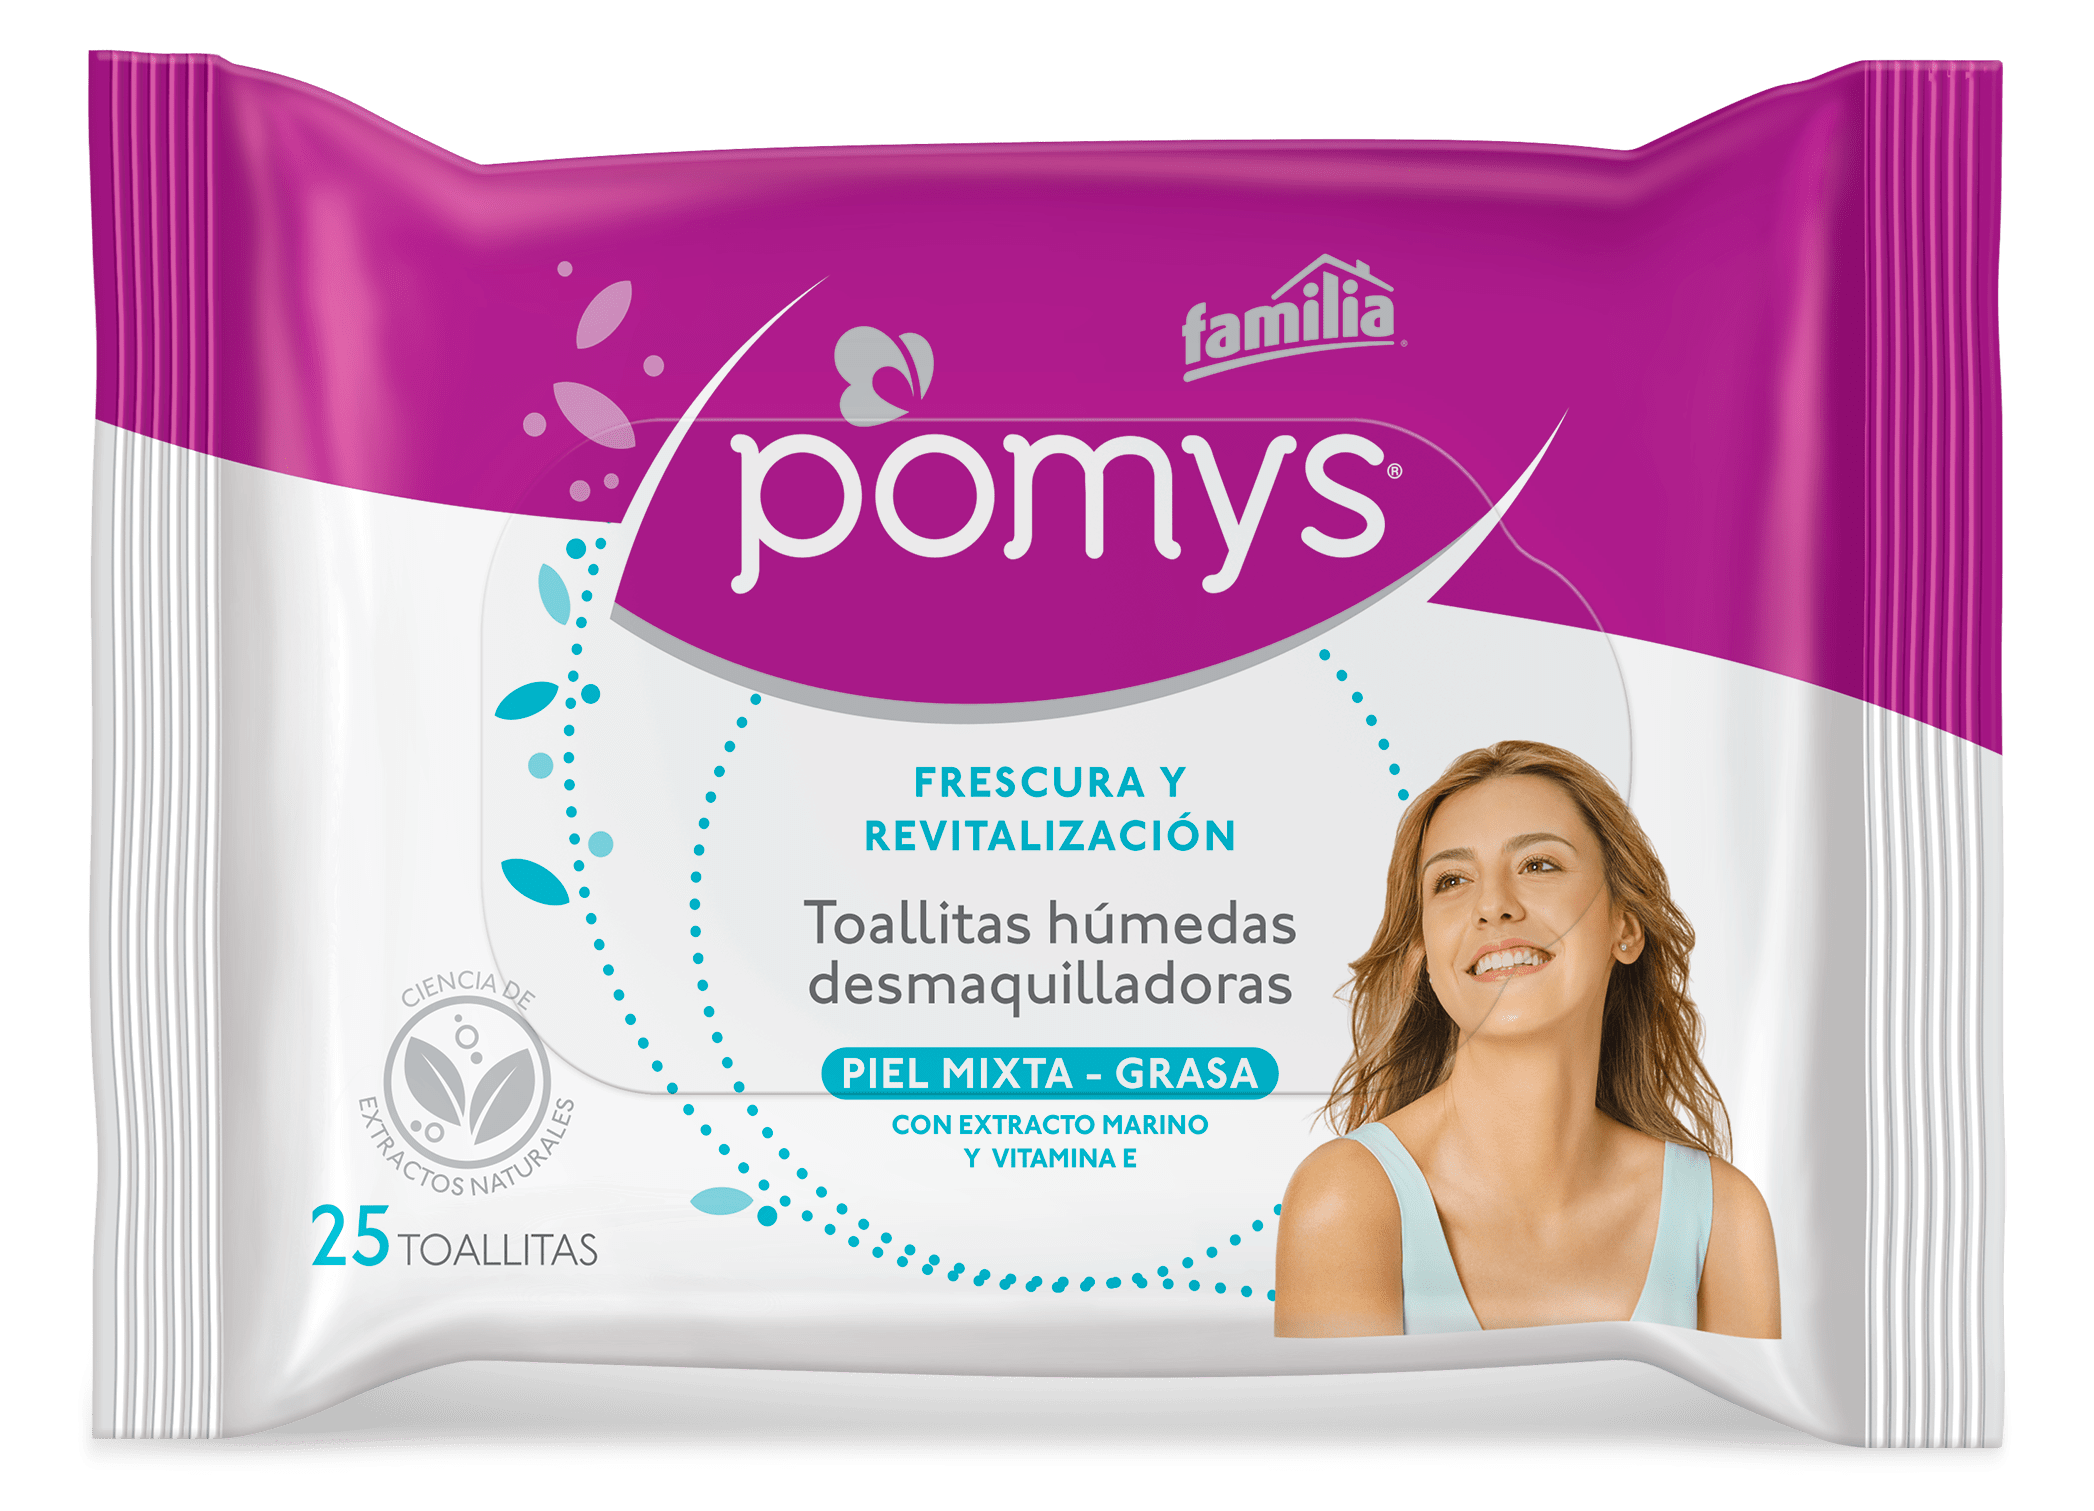 familia®
pomys®
FRESCURA Y
REVITALIZACIÓN
Toallitas húmedas
desmaquilladoras
PIEL MIXTA - GRASA
CON EXTRACTO MARINO
Y VITAMINA E
CIENCIA DE
EXTRACTOS NATURALES
25 TOALLITAS